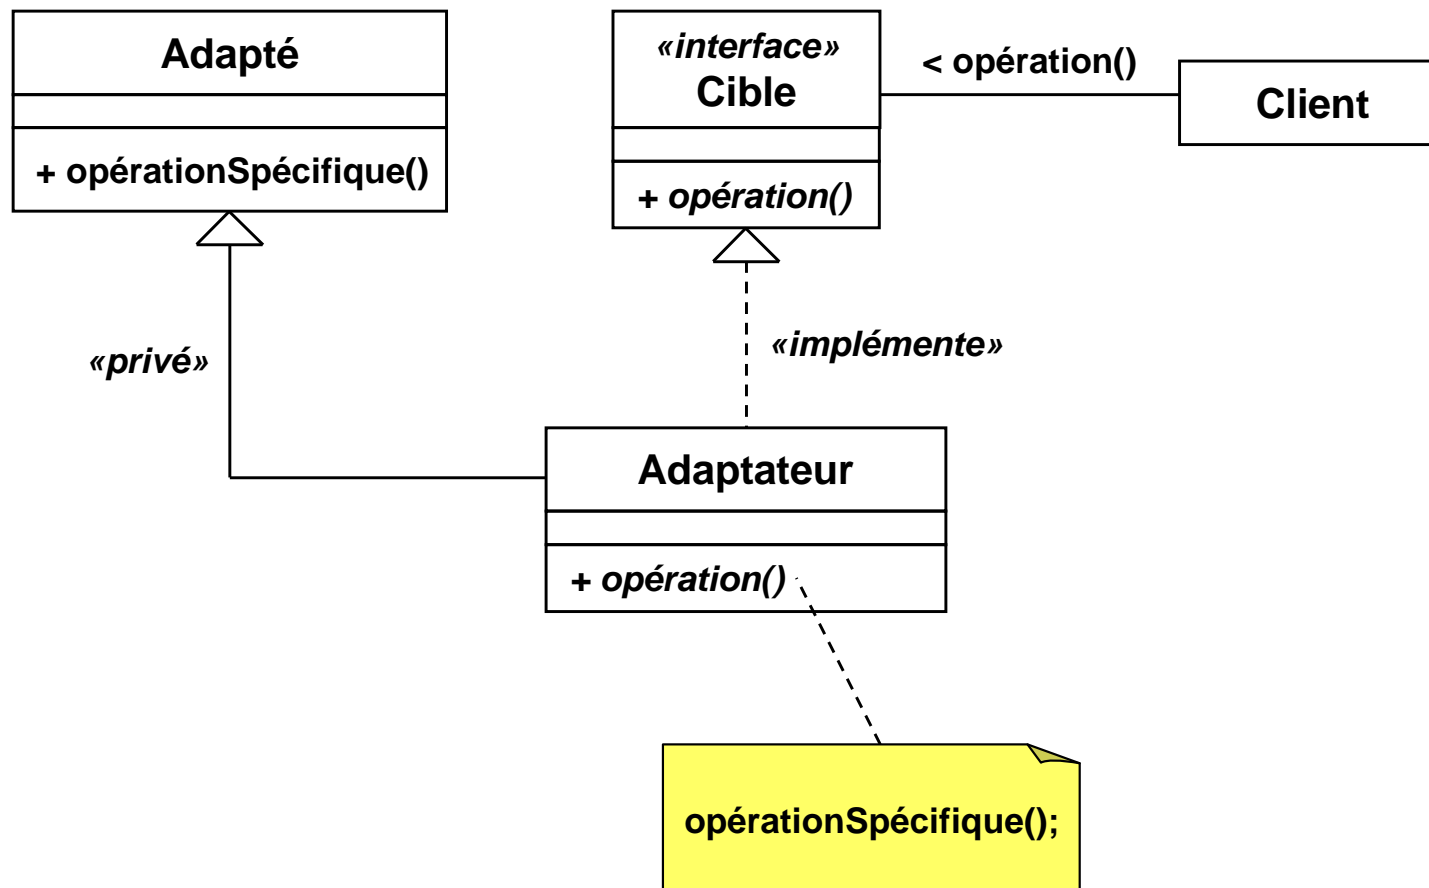 Adapté
+ opérationSpécifique()
«interface»
Cible
+ opération()
< opération()
Client
«privé»
«implémente»
Adaptateur
+ opération()
opérationSpécifique();